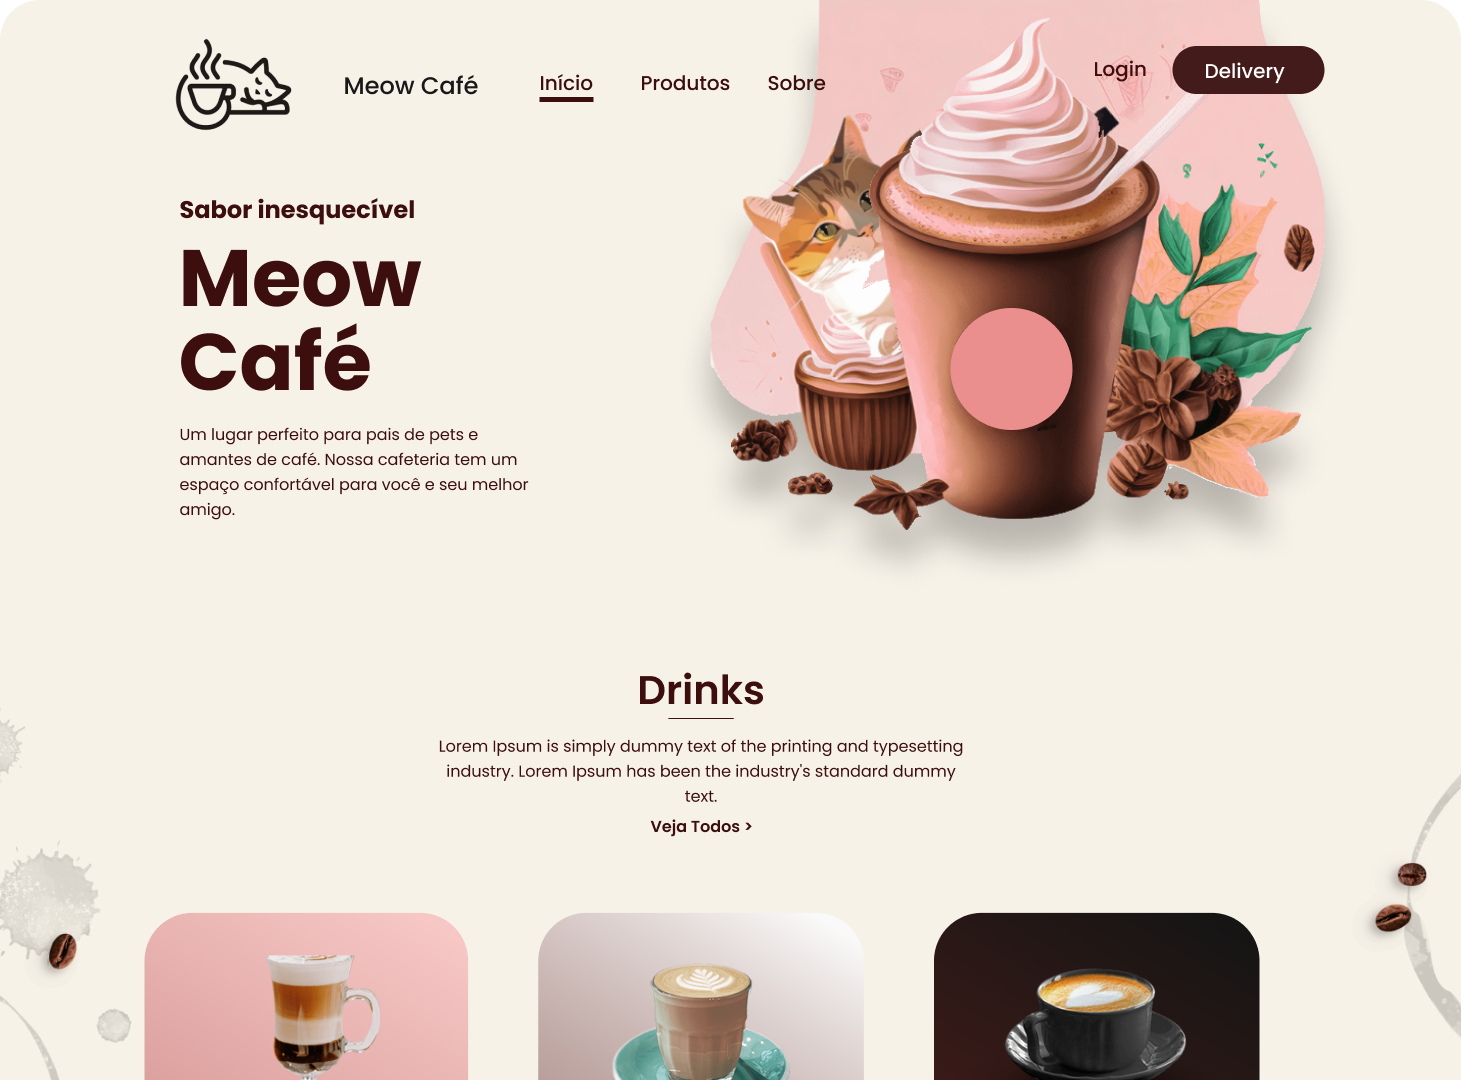 Meow Café
Início
Produtos
Sobre
Login
Delivery
Sabor inesquecível
Meow
Café
Um lugar perfeito para pais de pets e
amantes de café. Nossa cafeteria tem um
espaço confortável para você e seu melhor
amigo.
Drinks
Lorem Ipsum is simply dummy text of the printing and typesetting
industry. Lorem Ipsum has been the industry's standard dummy
text.
Veja Todos >